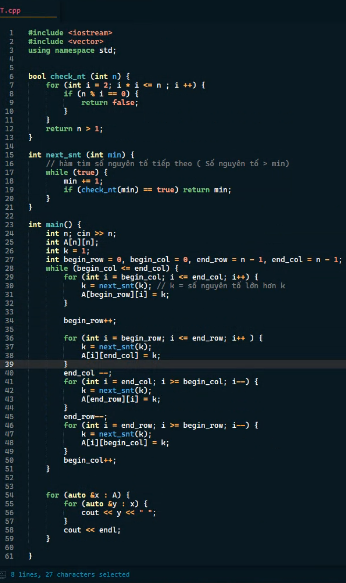 T.cpp
1 #include <iostream>
2 #include <vector>
3 using namespace std;
4
5
6 bool check_nt (int n) {
7 for (int i = 2; i * i <= n ; i ++) {
8 if (n % i == 0) {
9 return false;
10 }
11 }
12 return n > 1;
13 }
14
15 int next_snt (int min) {
16 // hàm tìm số nguyên tố tiếp theo ( Số nguyên tố > min)
17 while (true) {
18 min += 1;
19 if (check_nt(min) == true) return min;
20 }
21 }
22
23 int main() {
24 int n; cin >> n;
25 int A[n][n];
26 int k = 1;
27 int begin_row = 0, begin_col = 0, end_row = n - 1, end_col = n - 1;
28 while (begin_col <= end_col) {
29 for (int i = begin_col; i <= end_col; i++) {
30 k = next_snt(k); // k = số nguyên tố lớn hơn k
31 A[begin_row][i] = k;
32 }
33
34 begin_row++;
35
36 for (int i = begin_row; i <= end_row; i++ ) {
37 k = next_snt(k);
38 A[i][end_col] = k;
39 }
40 end_col --;
41 for (int i = end_col; i >= begin_col; i--) {
42 k = next_snt(k);
43 A[end_row][i] = k;
44 }
45 end_row--;
46 for (int i = end_row; i >= begin_row; i--) {
47 k = next_snt(k);
48 A[i][begin_col] = k;
49 }
50 begin_col++;
51 }
52
53
54 for (auto &x : A) {
55 for (auto &y : x) {
56 cout << y << " ";
57 }
58 cout << endl;
59 }
60
61 }
8 lines, 27 characters selected